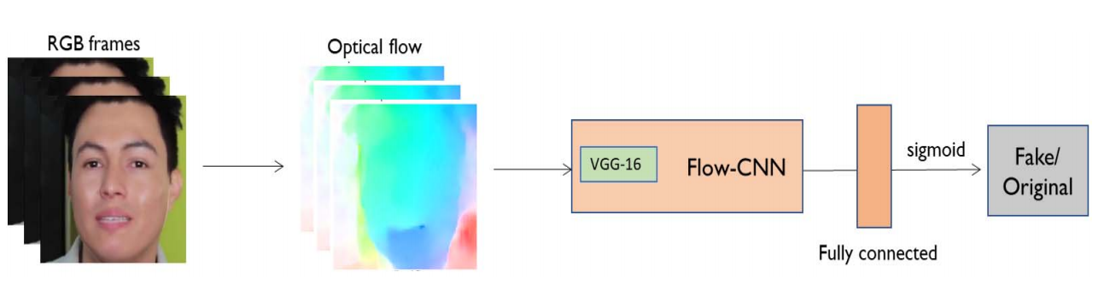 RGB frames
Optical flow
VGG-16
Flow-CNN
sigmoid
Fake/
Original
Fully connected